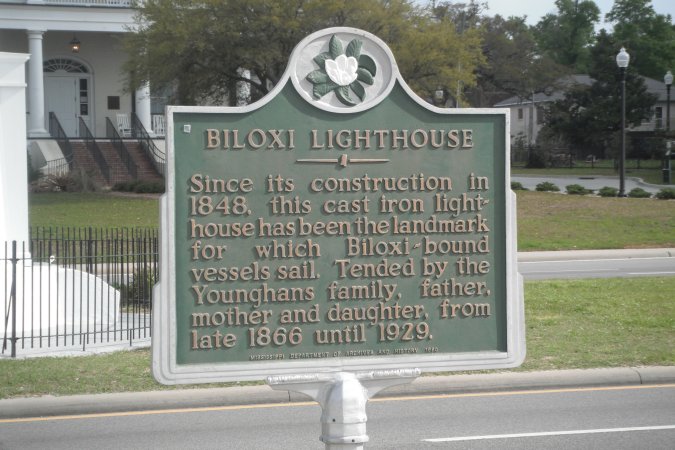 BILOXI LIGHTHOUSE
Since its construction in
1848, this cast iron light-
house has been the landmark
for which Biloxi-bound
vessels sail. Tended by the
Younghans family, father,
mother and daughter, from
late 1866 until 1929.
MISSISSIPPI DEPARTMENT OF ARCHIVES AND HISTORY